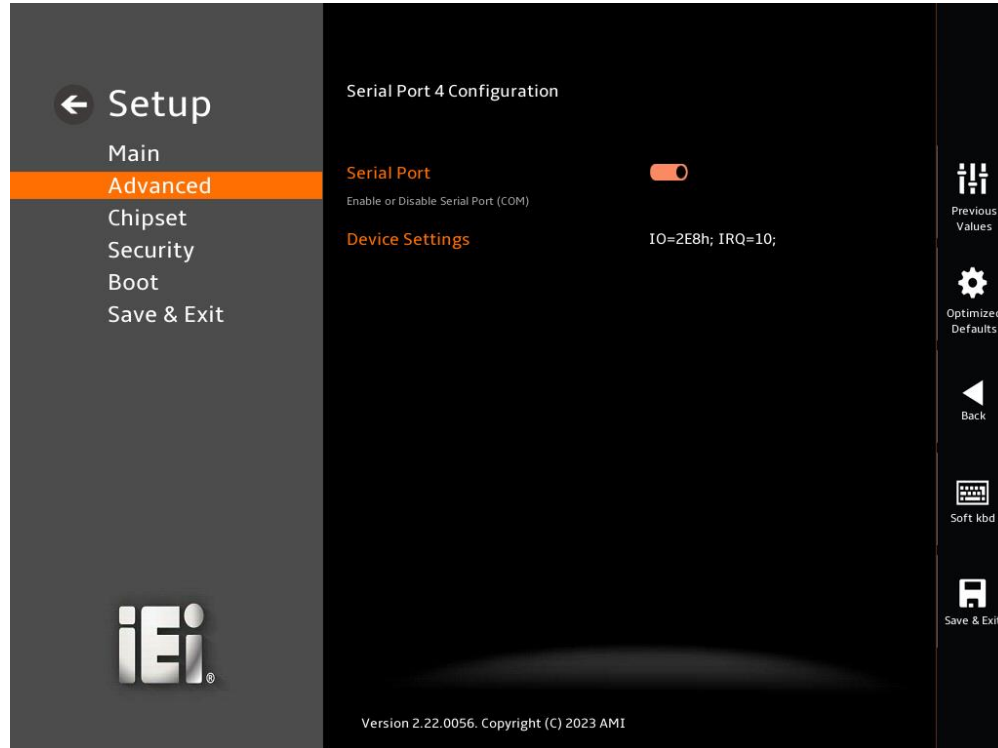 Setup
Main
Advanced
Chipset
Security
Boot
Save & Exit
iEi®
Serial Port 4 Configuration
Serial Port
Enable or Disable Serial Port (COM)
Device Settings IO=2E8h; IRQ=10;
Version 2.22.0056. Copyright (C) 2023 AMI
Previous
Values
Optimized
Defaults
Back
Soft kbd
Save & Exit